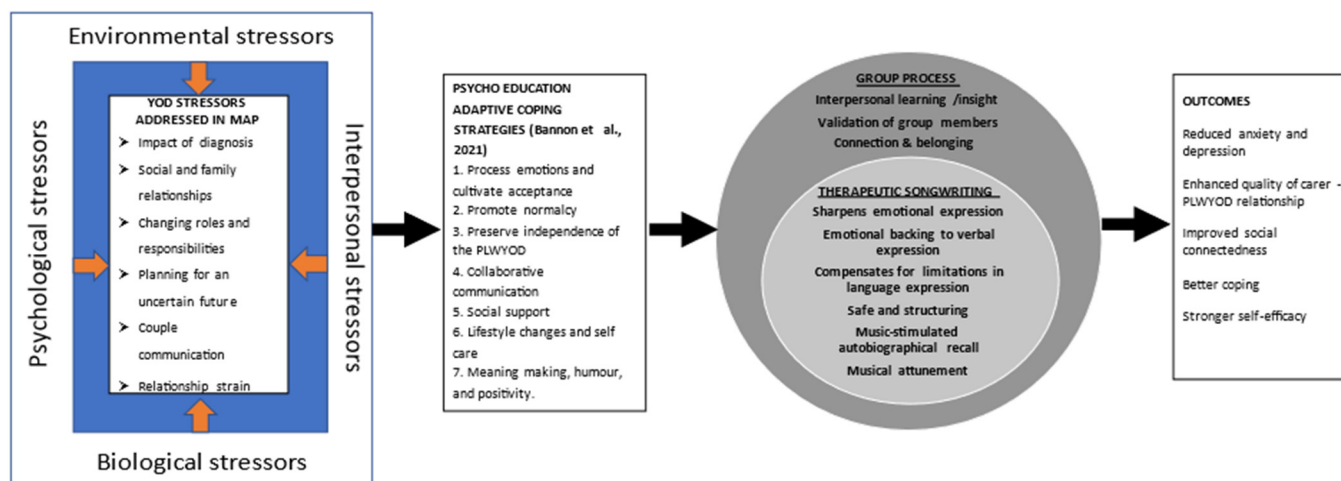 Environmental stressors
Psychological stressors
YOD STRESSORS
ADDRESSED IN MAP
➤ Impact of diagnosis
➤ Social and family
relationships
➤ Changing roles and
responsibilities
➤ Planning for an
uncertain future
➤ Couple
communication
➤ Relationship strain
Interpersonal stressors
Biological stressors
PSYCHO EDUCATION
ADAPTIVE COPING
STRATEGIES (Bannon et al.,
2021)
1. Process emotions and
cultivate acceptance
2. Promote normalcy
3. Preserve independence of
the PLWYOD
4. Collaborative
communication
5. Social support
6. Lifestyle changes and self
care
7. Meaning making, humour,
and positivity.
GROUP PROCESS
Interpersonal learning /insight
Validation of group members
Connection & belonging
THERAPEUTIC SONGWRITING
Sharpens emotional expression
Emotional backing to verbal
expression
Compensates for limitations in
language expression
Safe and structuring
Music-stimulated
autobiographical recall
Musical attunement
OUTCOMES
Reduced anxiety and
depression
Enhanced quality of carer -
PLWYOD relationship
Improved social
connectedness
Better coping
Stronger self-efficacy